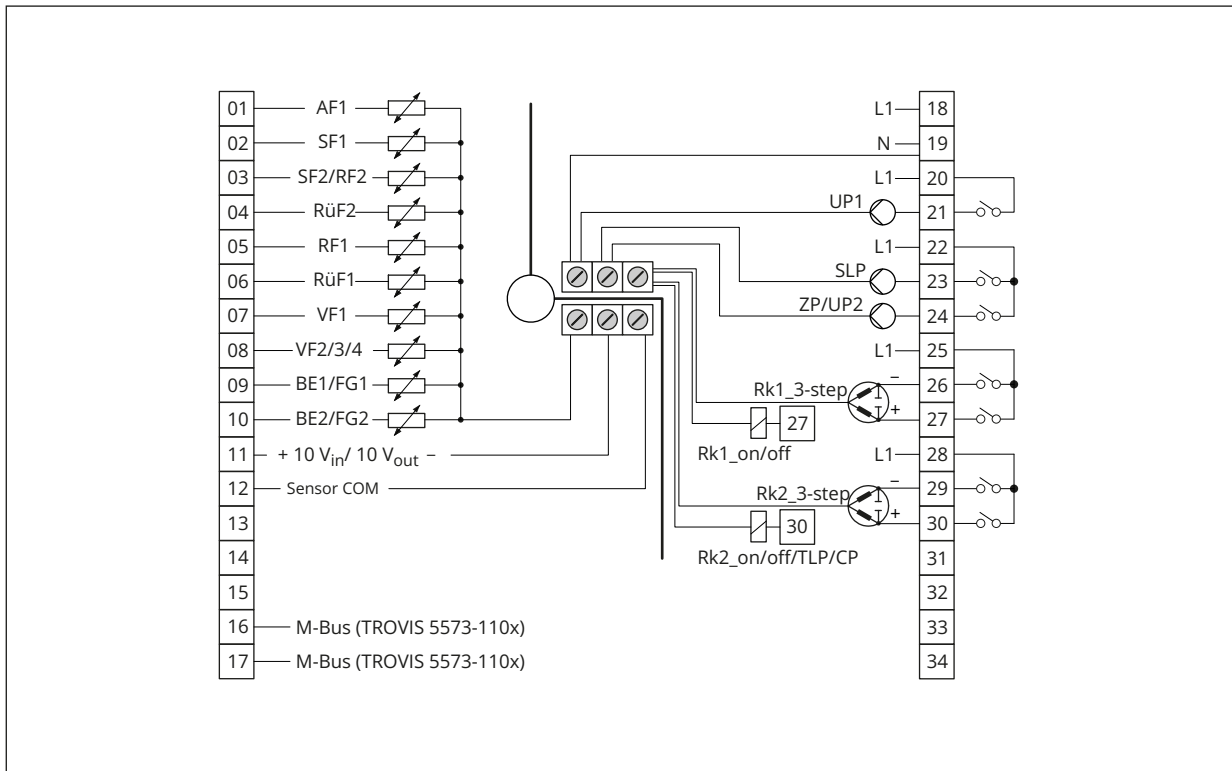 01 AF1
02 SF1
03 SF2/RF2
04 RüF2
05 RF1
06 RüF1
07 VF1
08 VF2/3/4
09 BE1/FG1
10 BE2/FG2
11 + 10 Vin/ 10 Vout −
12 Sensor COM
13
14
15
16 M-Bus (TROVIS 5573-110x)
17 M-Bus (TROVIS 5573-110x)
L1 18
N 19
L1 20
UP1 21
L1 22
SLP 23
ZP/UP2 24
L1 25
Rk1_3-step − 26
+ 27
27
Rk1_on/off
L1 28
Rk2_3-step − 29
+ 30
30
Rk2_on/off/TLP/CP
31
32
33
34